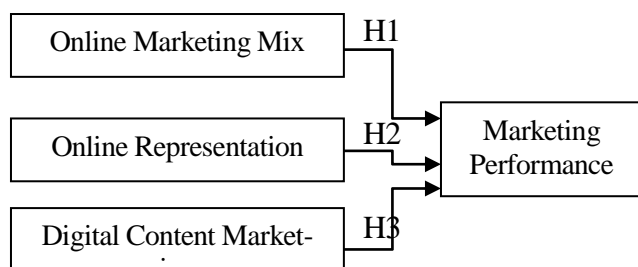 Online Marketing Mix
H1
Online Representation
H2
Marketing
Performance
Digital Content Market-
H3